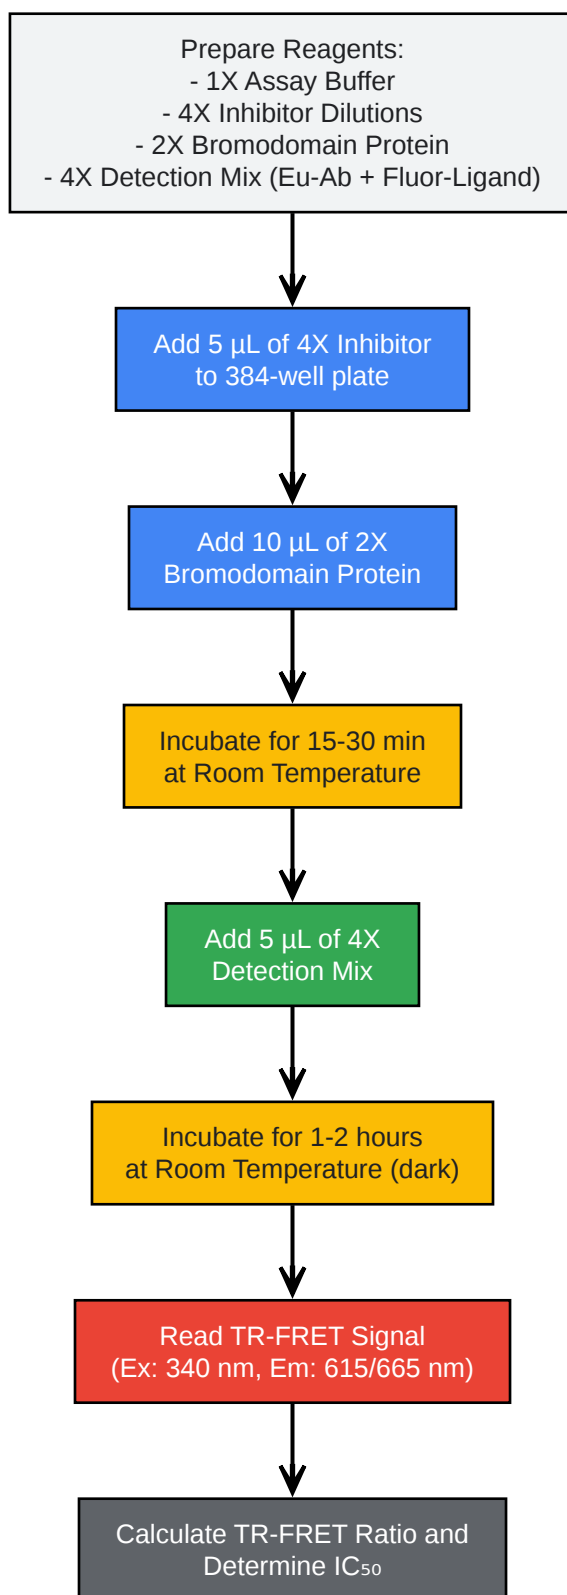 Prepare Reagents:
- 1X Assay Buffer
- 4X Inhibitor Dilutions
- 2X Bromodomain Protein
- 4X Detection Mix (Eu-Ab + Fluor-Ligand)
Add 5 µL of 4X Inhibitor
to 384-well plate
Add 10 µL of 2X
Bromodomain Protein
Incubate for 15-30 min
at Room Temperature
Add 5 µL of 4X
Detection Mix
Incubate for 1-2 hours
at Room Temperature (dark)
Read TR-FRET Signal
(Ex: 340 nm, Em: 615/665 nm)
Calculate TR-FRET Ratio and
Determine IC₅₀